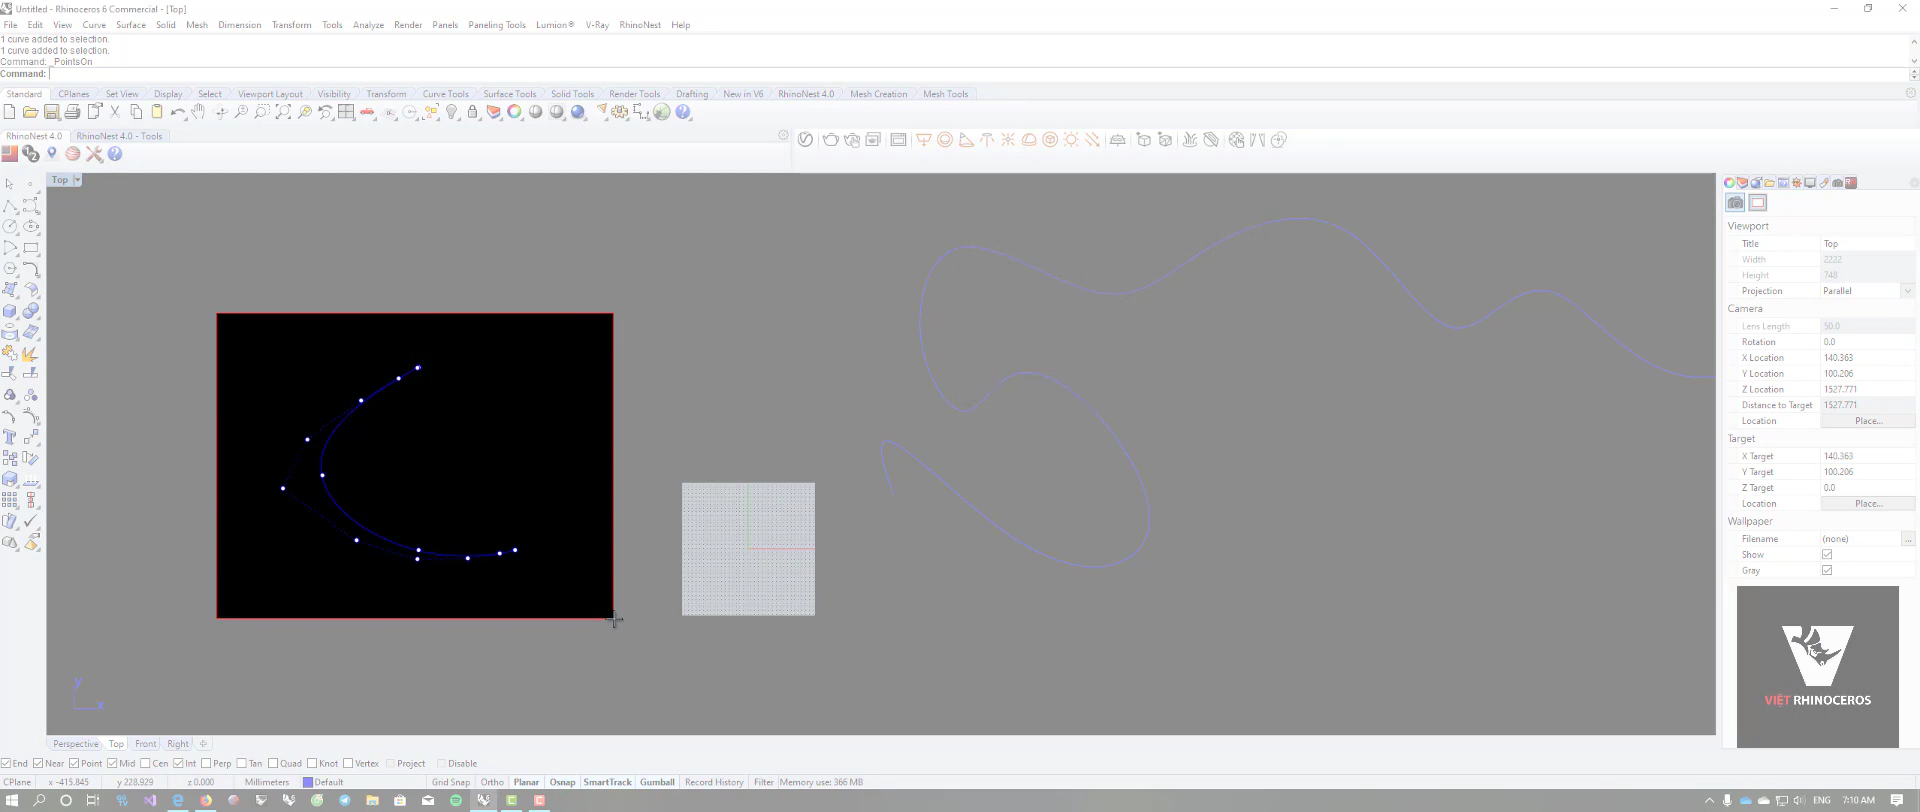 Untitled - Rhinoceros 6 Commercial - [Top]
File Edit View Curve Surface Solid Mesh Dimension Transform Tools Analyze Render Panels Paneling Tools Lumion® V-Ray RhinoNest Help
1 curve added to selection.
1 curve added to selection.
Command: _PointsOn
Command:
Standard CPlanes Set View Display Select Viewport Layout Visibility Transform Curve Tools Surface Tools Solid Tools Render Tools Drafting New in V6 RhinoNest 4.0 Mesh Creation Mesh Tools
RhinoNest 4.0 RhinoNest 4.0 - Tools
Top
Viewport
Title Top
Width 2222
Height 748
Projection Parallel
Camera
Lens Length 50.0
Rotation 0.0
X Location 140.363
Y Location 100.206
Z Location 1527.771
Distance to Target 1527.771
Location Place...
Target
X Target 140.363
Y Target 100.206
Z Target 0.0
Location Place...
Wallpaper
Filename (none) ...
Show
Gray
VIỆT RHINOCEROS
y
x
Perspective Top Front Right
End Near Point Mid Cen Int Perp Tan Quad Knot Vertex Project Disable
CPlane x -415.845 y 228.929 z 0.000 Millimeters Default Grid Snap Ortho Planar Osnap SmartTrack Gumball Record History Filter Memory use: 366 MB
ENG 7:10 AM